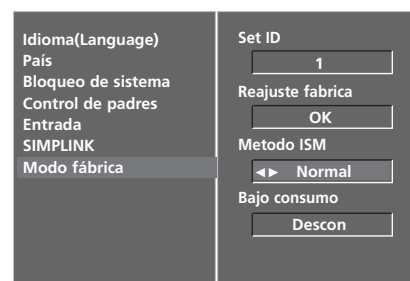 Idioma(Language)
País
Bloqueo de sistema
Control de padres
Entrada
SIMPLINK
Modo fábrica
Set ID
1
Reajuste fabrica
OK
Metodo ISM
◄► Normal
Bajo consumo
Descon